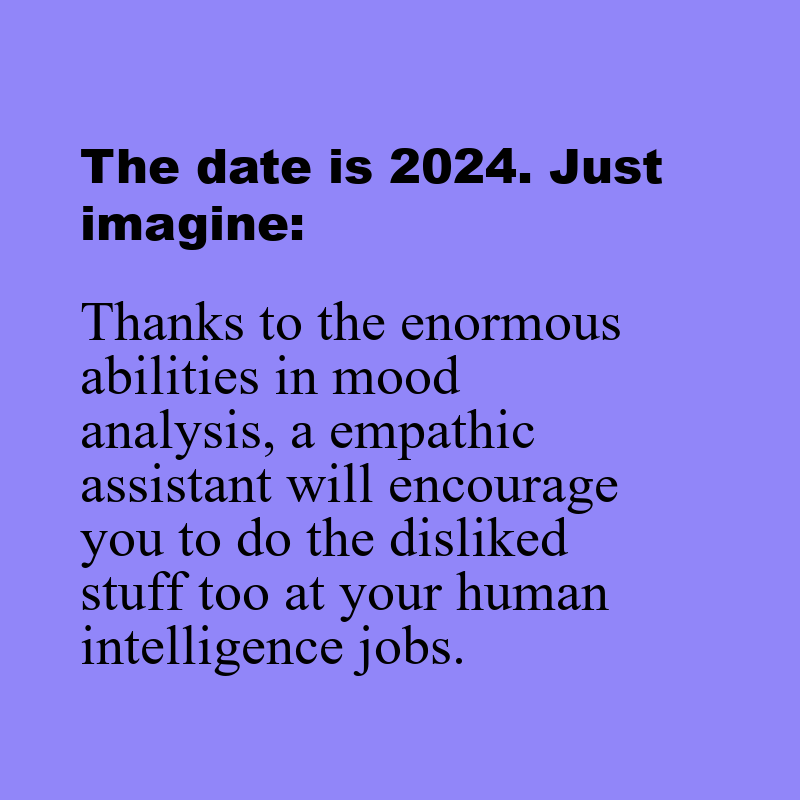 The date is 2024. Just
imagine:
Thanks to the enormous
abilities in mood
analysis, a empathic
assistant will encourage
you to do the disliked
stuff too at your human
intelligence jobs.